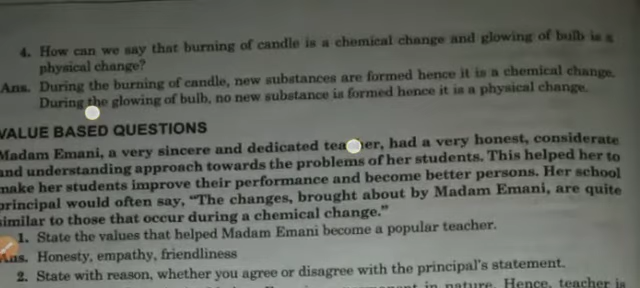 4. How can we say that burning of candle is a chemical change and glowing of bulb is a
physical change?
Ans. During the burning of candle, new substances are formed hence it is a chemical change.
During the glowing of bulb, no new substance is formed hence it is a physical change.
VALUE BASED QUESTIONS
Madam Emani, a very sincere and dedicated teacher, had a very honest, considerate
and understanding approach towards the problems of her students. This helped her to
make her students improve their performance and become better persons. Her school
principal would often say, “The changes, brought about by Madam Emani, are quite
similar to those that occur during a chemical change.”
1. State the values that helped Madam Emani become a popular teacher.
Ans. Honesty, empathy, friendliness
2. State with reason, whether you agree or disagree with the principal's statement.
in nature. Hence, teacher is